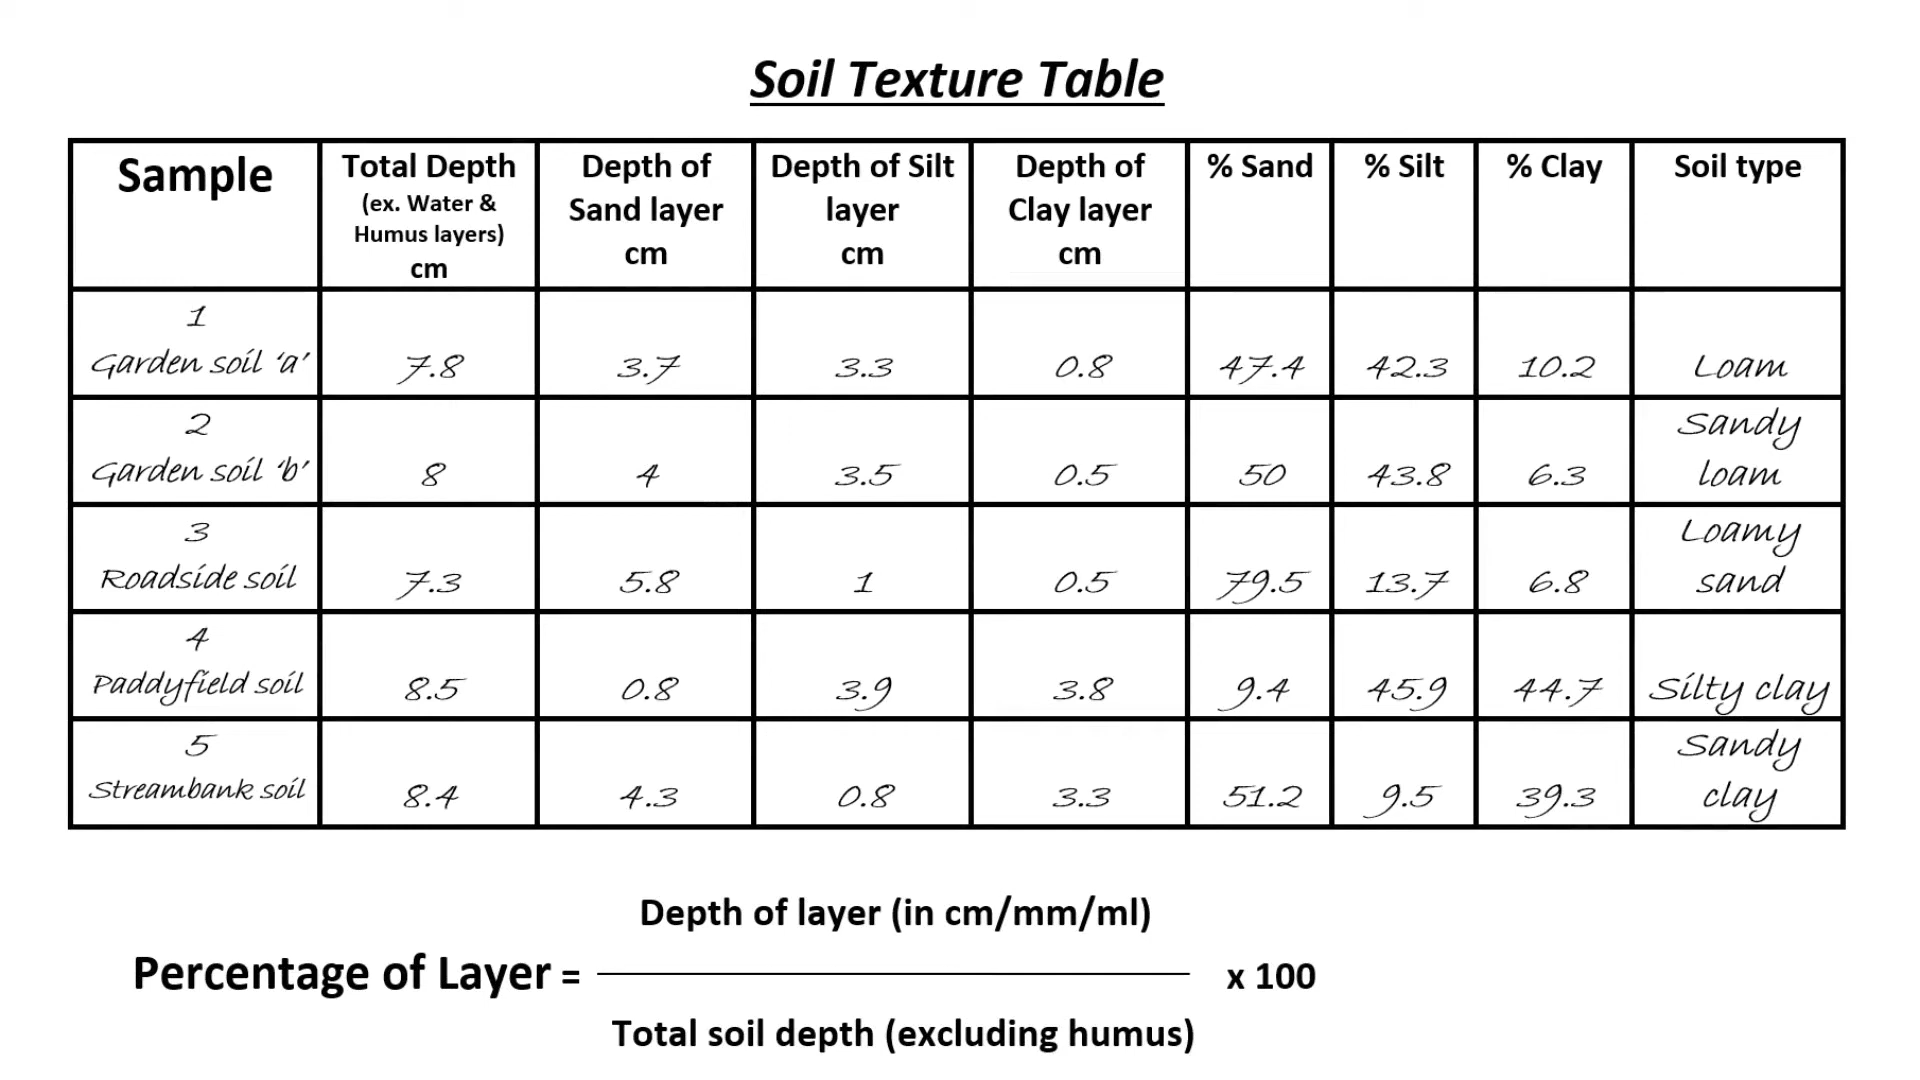 Soil Texture Table
Sample
Total Depth
(ex. Water &
Humus layers)
cm
Depth of
Sand layer
cm
Depth of Silt
layer
cm
Depth of
Clay layer
cm
% Sand
% Silt
% Clay
Soil type
1
Garden soil 'a'
7.8
3.7
3.3
0.8
47.4
42.3
10.2
Loam
2
Garden soil 'b'
8
4
3.5
0.5
50
43.8
6.3
Sandy
loam
3
Roadside soil
7.3
5.8
1
0.5
79.5
13.7
6.8
Loamy
sand
4
Paddyfield soil
8.5
0.8
3.9
3.8
9.4
45.9
44.7
Silty clay
5
Streambank soil
8.4
4.3
0.8
3.3
51.2
9.5
39.3
Sandy
clay
Depth of layer (in cm/mm/ml)
Percentage of Layer = x 100
Total soil depth (excluding humus)